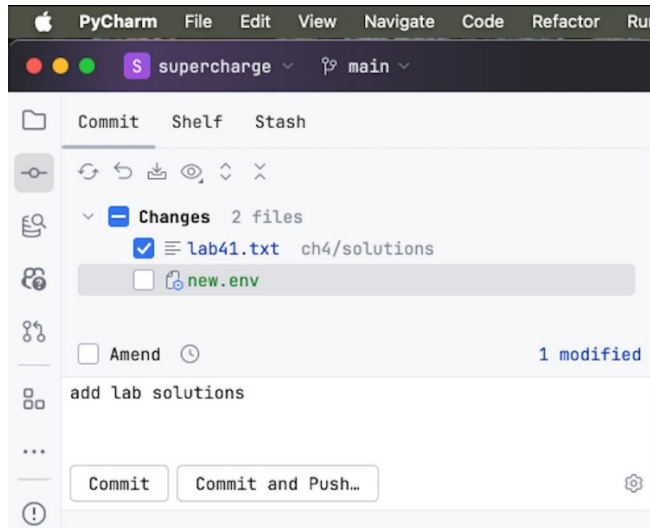 PyCharm File Edit View Navigate Code Refactor Ru
S supercharge main
Commit Shelf Stash
Changes 2 files
lab41.txt ch4/solutions
new.env
Amend 1 modified
add lab solutions
Commit Commit and Push…